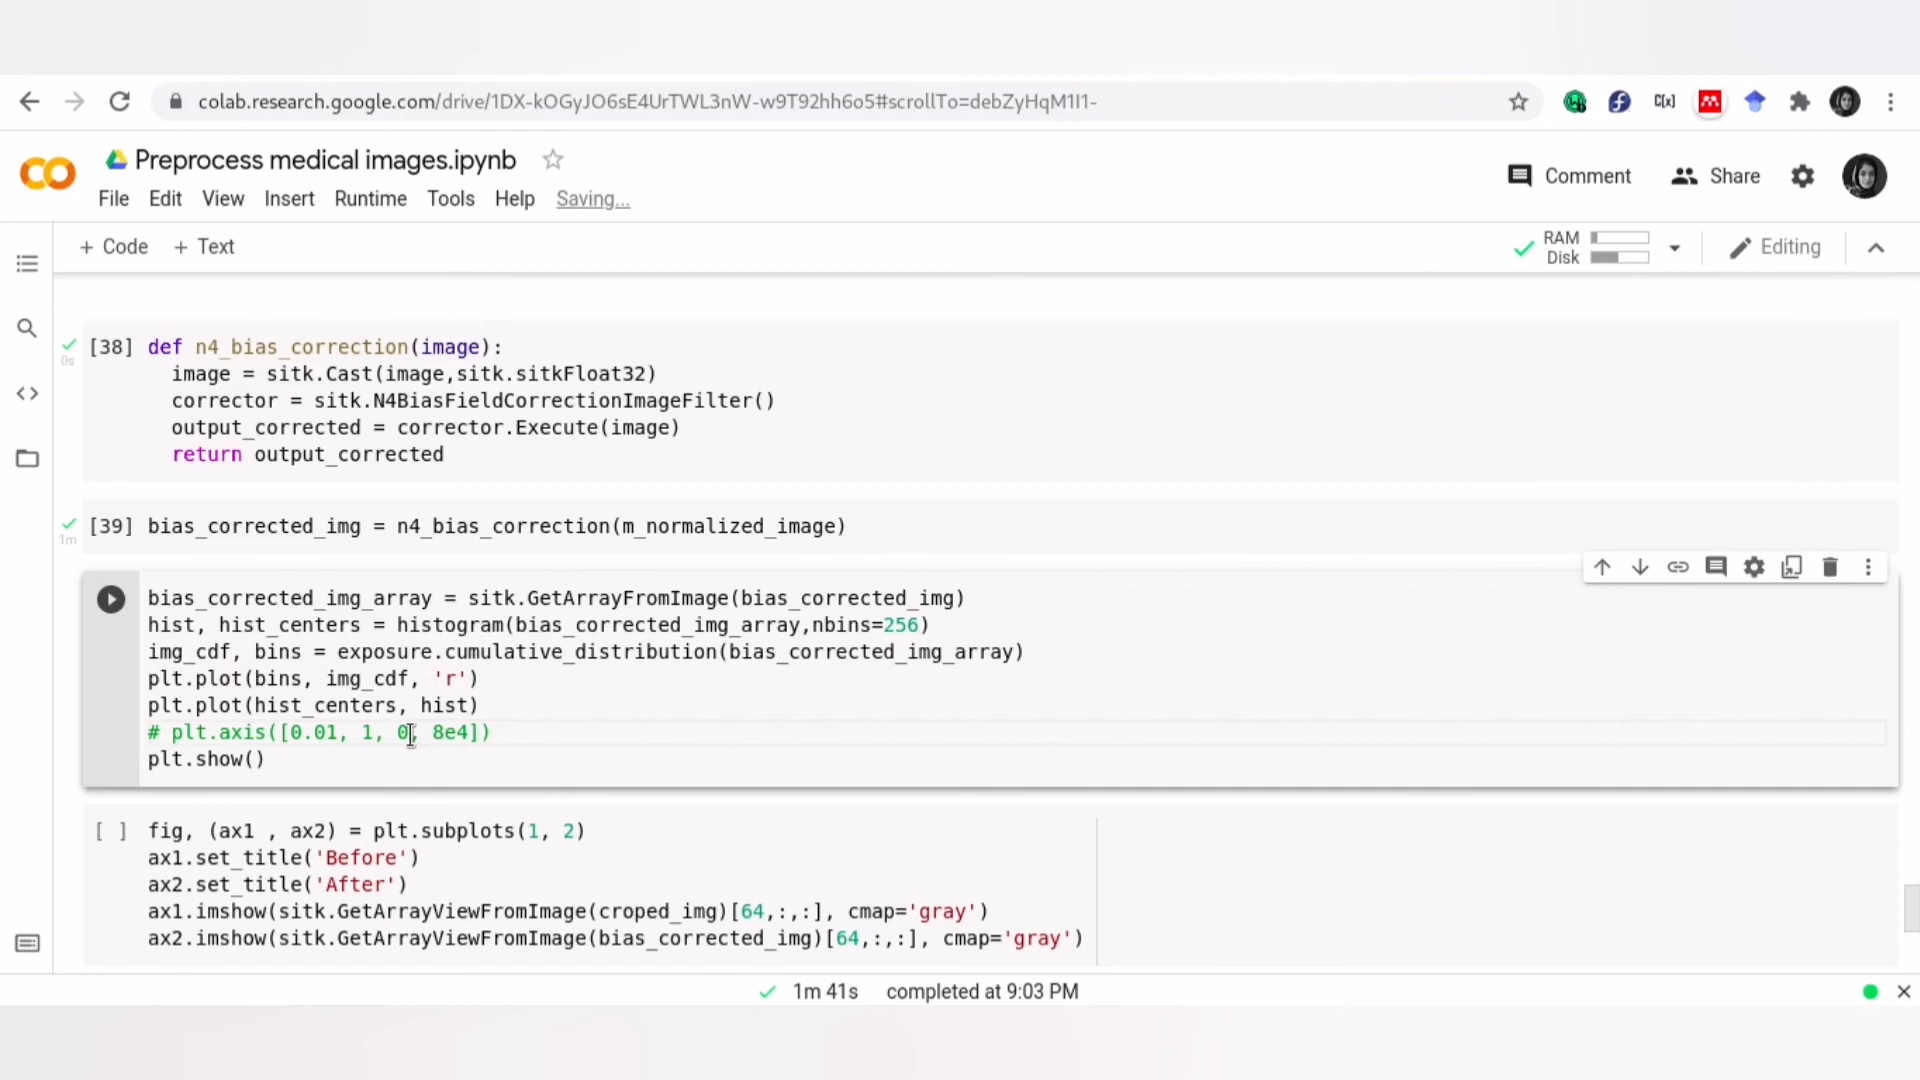 colab.research.google.com/drive/1DX-kOGyJO6sE4UrTWL3nW-w9T92hh6o5#scrollTo=debZyHqM1I1-
C[x]
Preprocess medical images.ipynb
Comment
Share
File Edit View Insert Runtime Tools Help Saving...
+ Code + Text
RAM
Disk
Editing
[38] def n4_bias_correction(image):
0s
image = sitk.Cast(image,sitk.sitkFloat32)
corrector = sitk.N4BiasFieldCorrectionImageFilter()
output_corrected = corrector.Execute(image)
return output_corrected
[39] bias_corrected_img = n4_bias_correction(m_normalized_image)
1m
bias_corrected_img_array = sitk.GetArrayFromImage(bias_corrected_img)
hist, hist_centers = histogram(bias_corrected_img_array,nbins=256)
img_cdf, bins = exposure.cumulative_distribution(bias_corrected_img_array)
plt.plot(bins, img_cdf, 'r')
plt.plot(hist_centers, hist)
# plt.axis([0.01, 1, 0, 8e4])
plt.show()
[ ] fig, (ax1 , ax2) = plt.subplots(1, 2)
ax1.set_title('Before')
ax2.set_title('After')
ax1.imshow(sitk.GetArrayViewFromImage(croped_img)[64,:,:], cmap='gray')
ax2.imshow(sitk.GetArrayViewFromImage(bias_corrected_img)[64,:,:], cmap='gray')
1m 41s completed at 9:03 PM